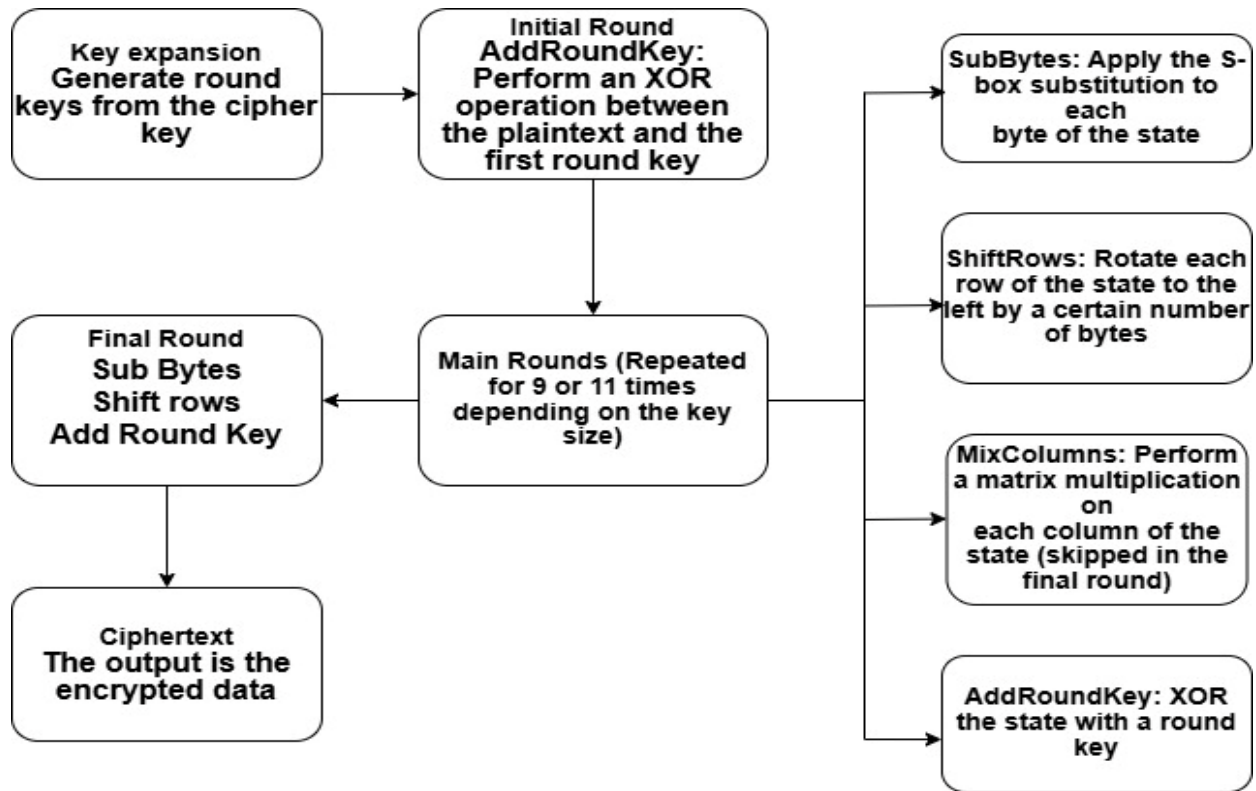 Key expansion
Generate round
keys from the cipher
key
Initial Round
AddRoundKey:
Perform an XOR
operation between
the plaintext and the
first round key
SubBytes: Apply the S-
box substitution to
each
byte of the state
ShiftRows: Rotate each
row of the state to the
left by a certain number
of bytes
Final Round
Sub Bytes
Shift rows
Add Round Key
Main Rounds (Repeated
for 9 or 11 times
depending on the key
size)
MixColumns: Perform
a matrix multiplication
on
each column of the
state (skipped in the
final round)
Ciphertext
The output is the
encrypted data
AddRoundKey: XOR
the state with a round
key